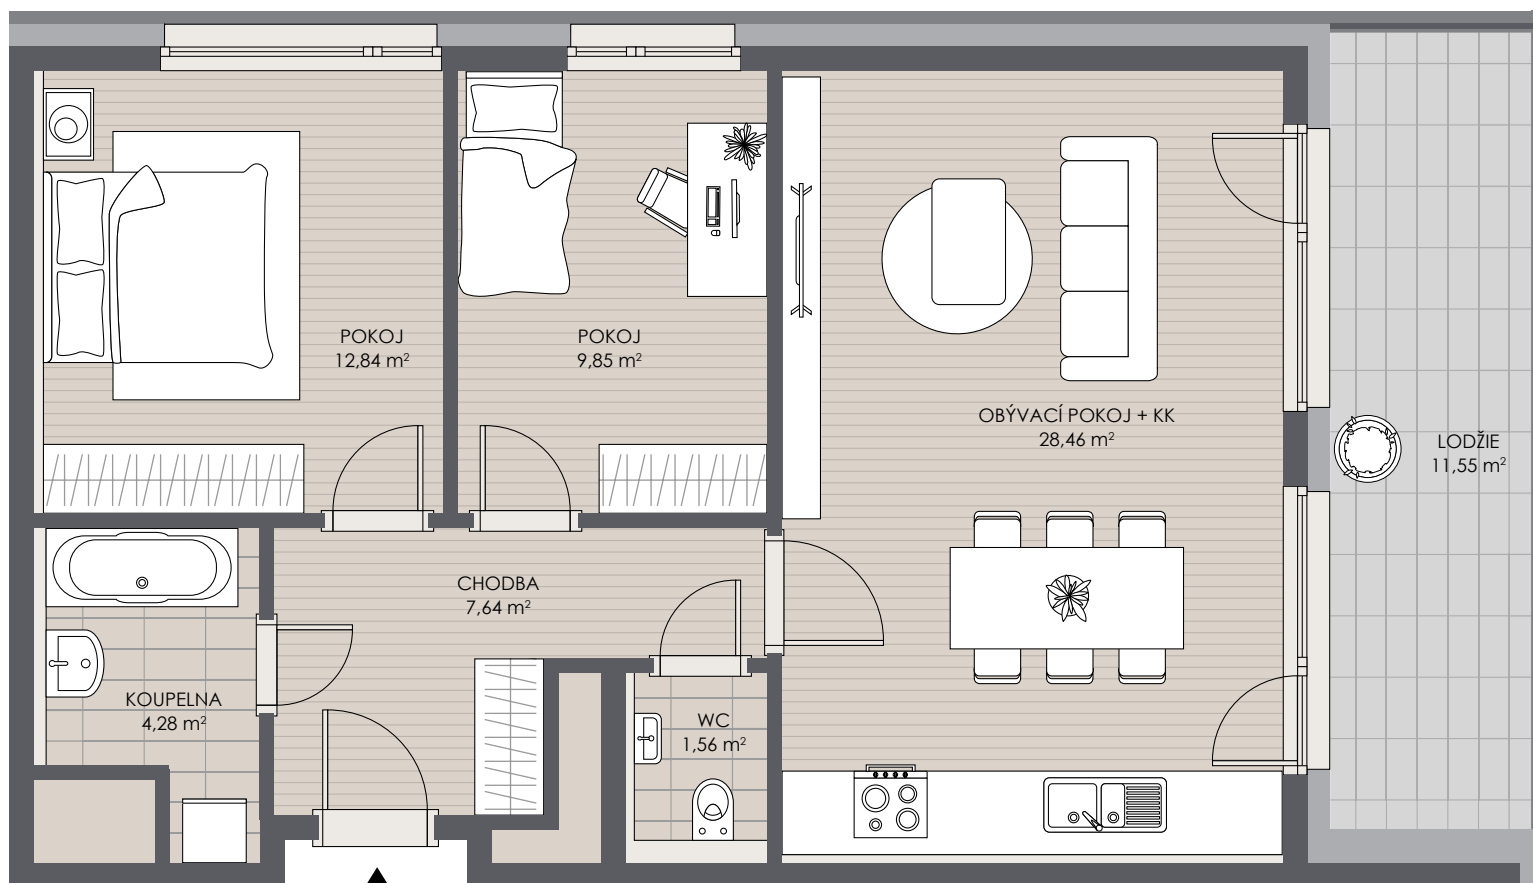 POKOJ
12,84 m²
POKOJ
9,85 m²
OBÝVACÍ POKOJ + KK
28,46 m²
LODŽIE
11,55 m²
CHODBA
7,64 m²
KOUPELNA
4,28 m²
WC
1,56 m²